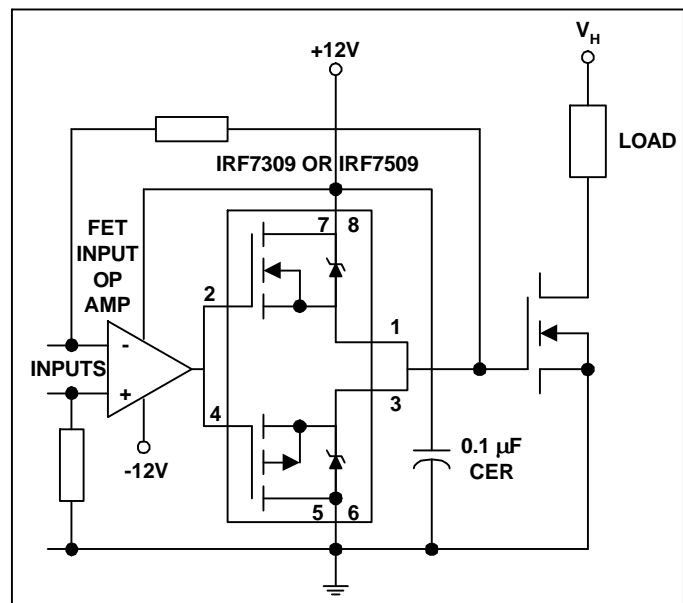 V_H
+12V
LOAD
IRF7309 OR IRF7509
FET
INPUT
OP
AMP
7 8
2
1
INPUTS
-
+
3
4
-12V
0.1 µF
CER
5 6